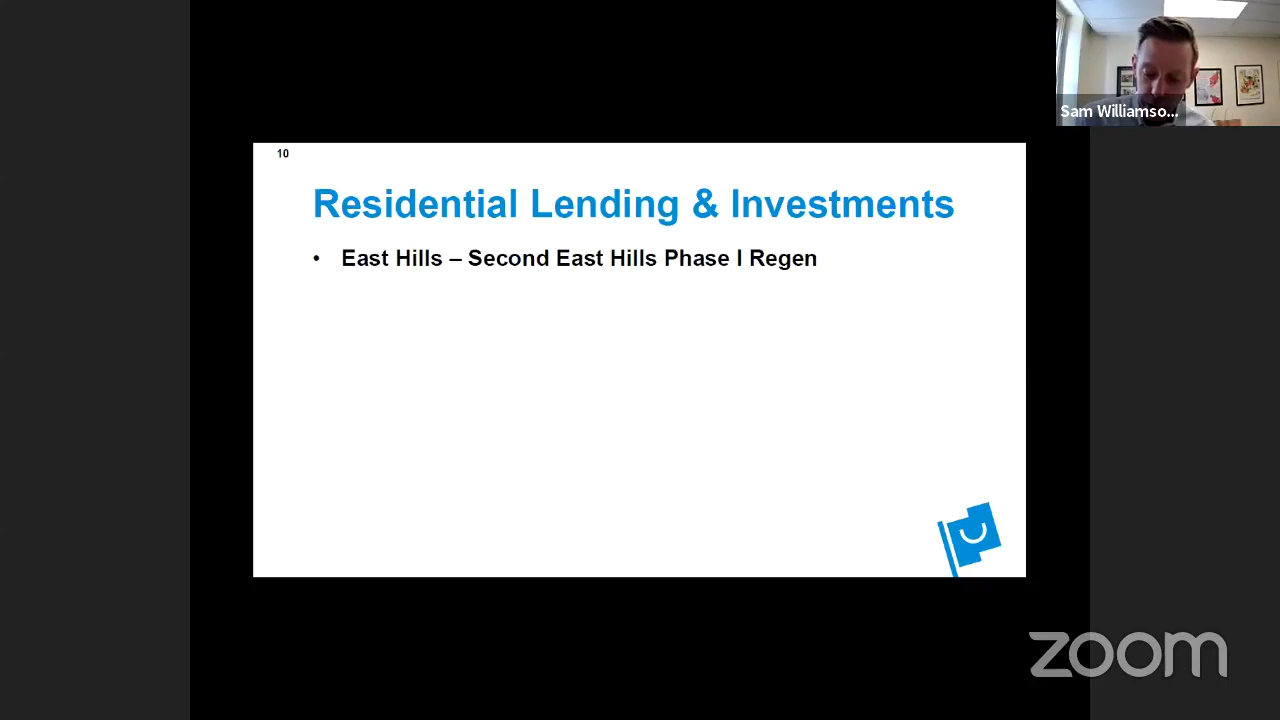 Sam Williamso...
10
Residential Lending & Investments
• East Hills – Second East Hills Phase I Regen
zoom